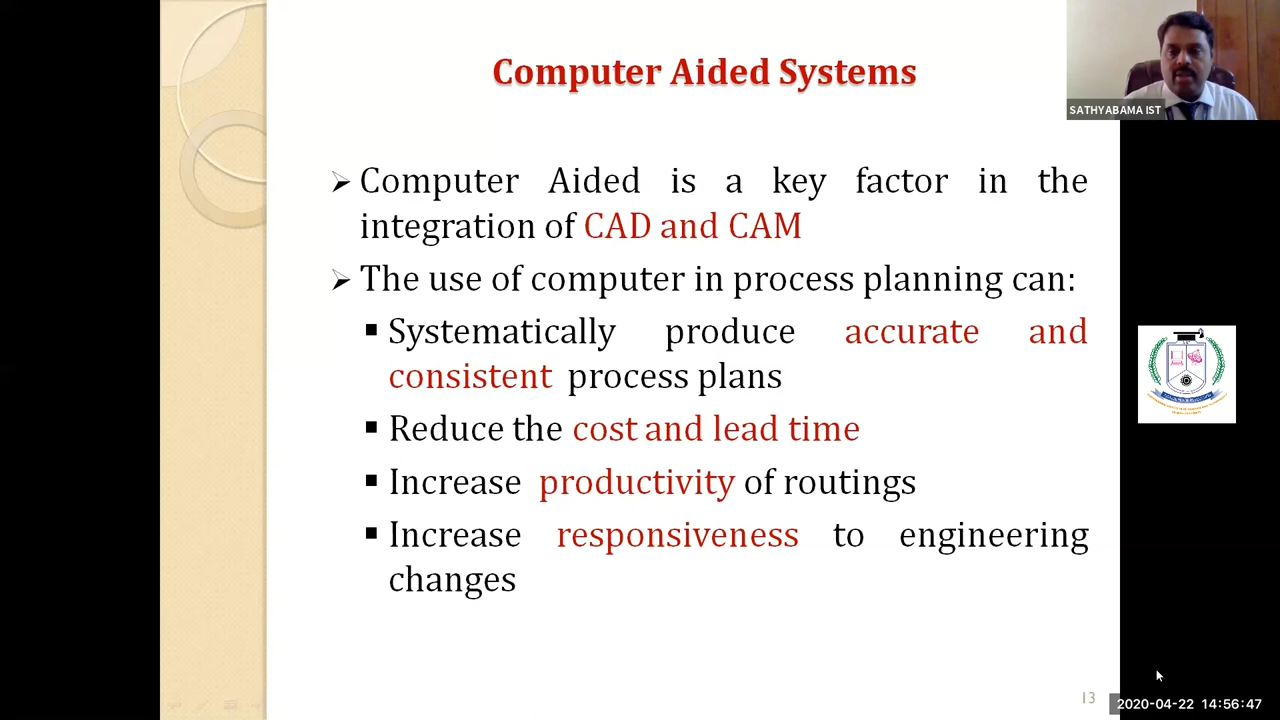 Computer Aided Systems
SATHYABAMA IST
Computer Aided is a key factor in the
integration of CAD and CAM
The use of computer in process planning can:
Systematically produce accurate and
consistent process plans
Reduce the cost and lead time
Increase productivity of routings
Increase responsiveness to engineering
changes
13
2020-04-22 14:56:47